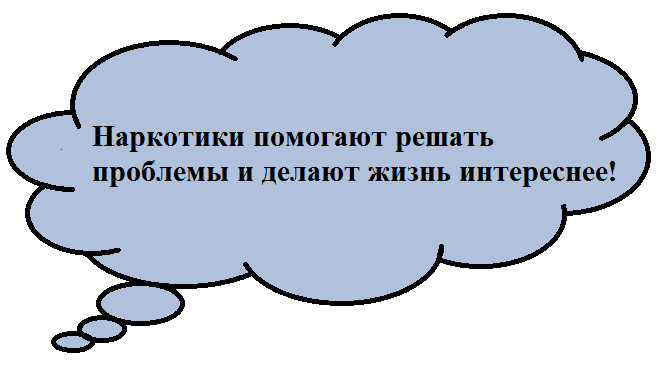 Наркотики помогают решать
проблемы и делают жизнь интереснее!